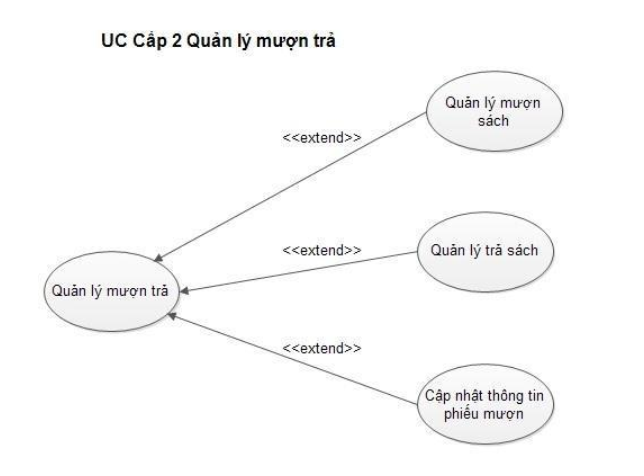 UC Cấp 2 Quản lý mượn trả
Quản lý mượn
sách
<<extend>>
<<extend>>
Quản lý trả sách
Quản lý mượn trả
<<extend>>
Cập nhật thông tin
phiếu mượn